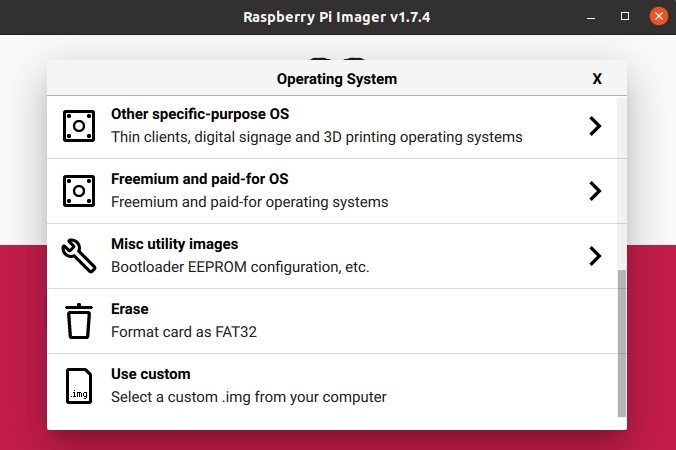 Raspberry Pi Imager v1.7.4
Operating System
X
Other specific-purpose OS
Thin clients, digital signage and 3D printing operating systems
Freemium and paid-for OS
Freemium and paid-for operating systems
Misc utility images
Bootloader EEPROM configuration, etc.
Erase
Format card as FAT32
Use custom
.img
Select a custom .img from your computer